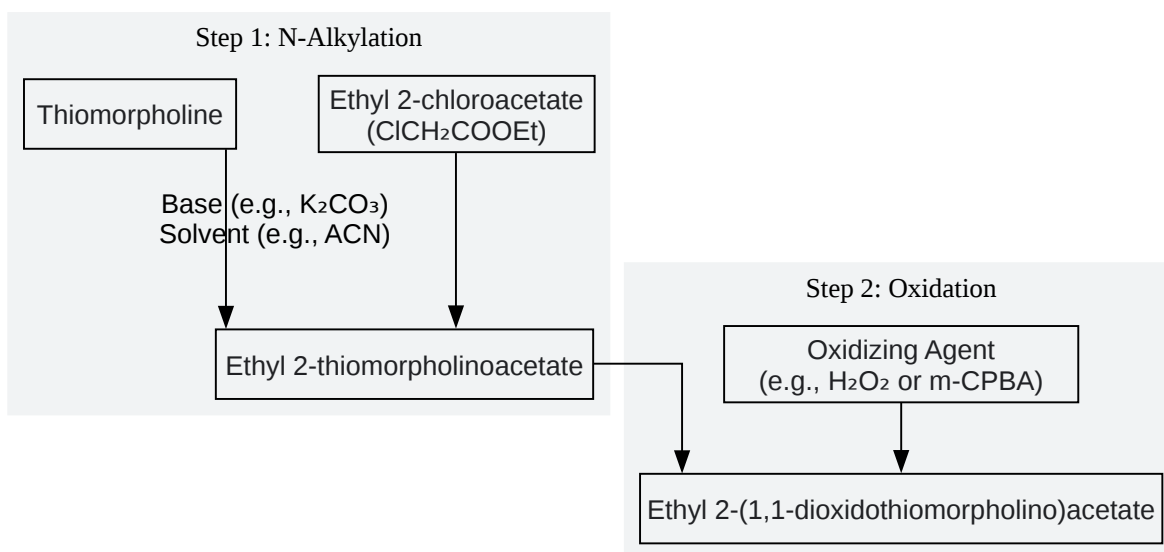 Step 1: N-Alkylation
Thiomorpholine
Ethyl 2-chloroacetate
(ClCH₂COOEt)
Base (e.g., K₂CO₃)
Solvent (e.g., ACN)
Ethyl 2-thiomorpholinoacetate
Step 2: Oxidation
Oxidizing Agent
(e.g., H₂O₂ or m-CPBA)
Ethyl 2-(1,1-dioxidothiomorpholino)acetate